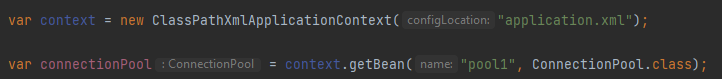 var context = new ClassPathXmlApplicationContext( configLocation: "application.xml");
var connectionPool : ConnectionPool = context.getBean( name: "pool1", ConnectionPool.class);